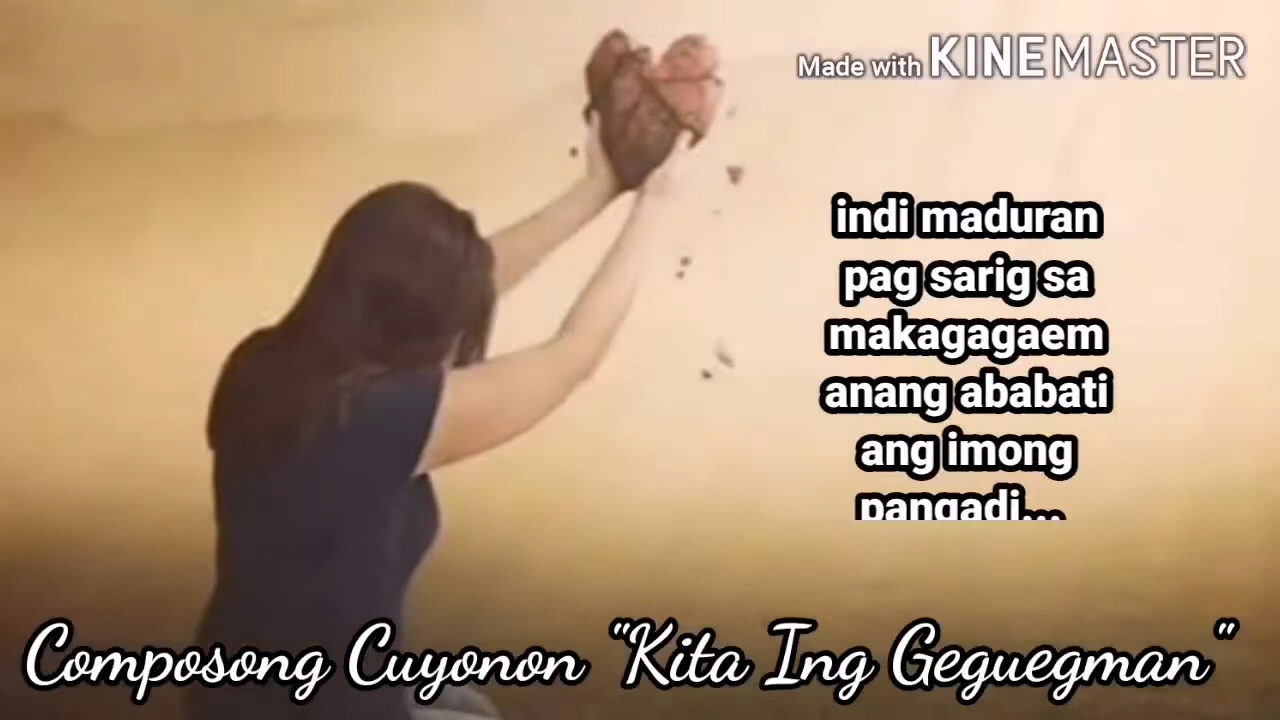 Made with KINEMASTER
indi maduran
pag sarig sa
makagagaem
anang ababati
ang imong
pangadi...
Composong Cuyonon "Kita Ing Geguegman"